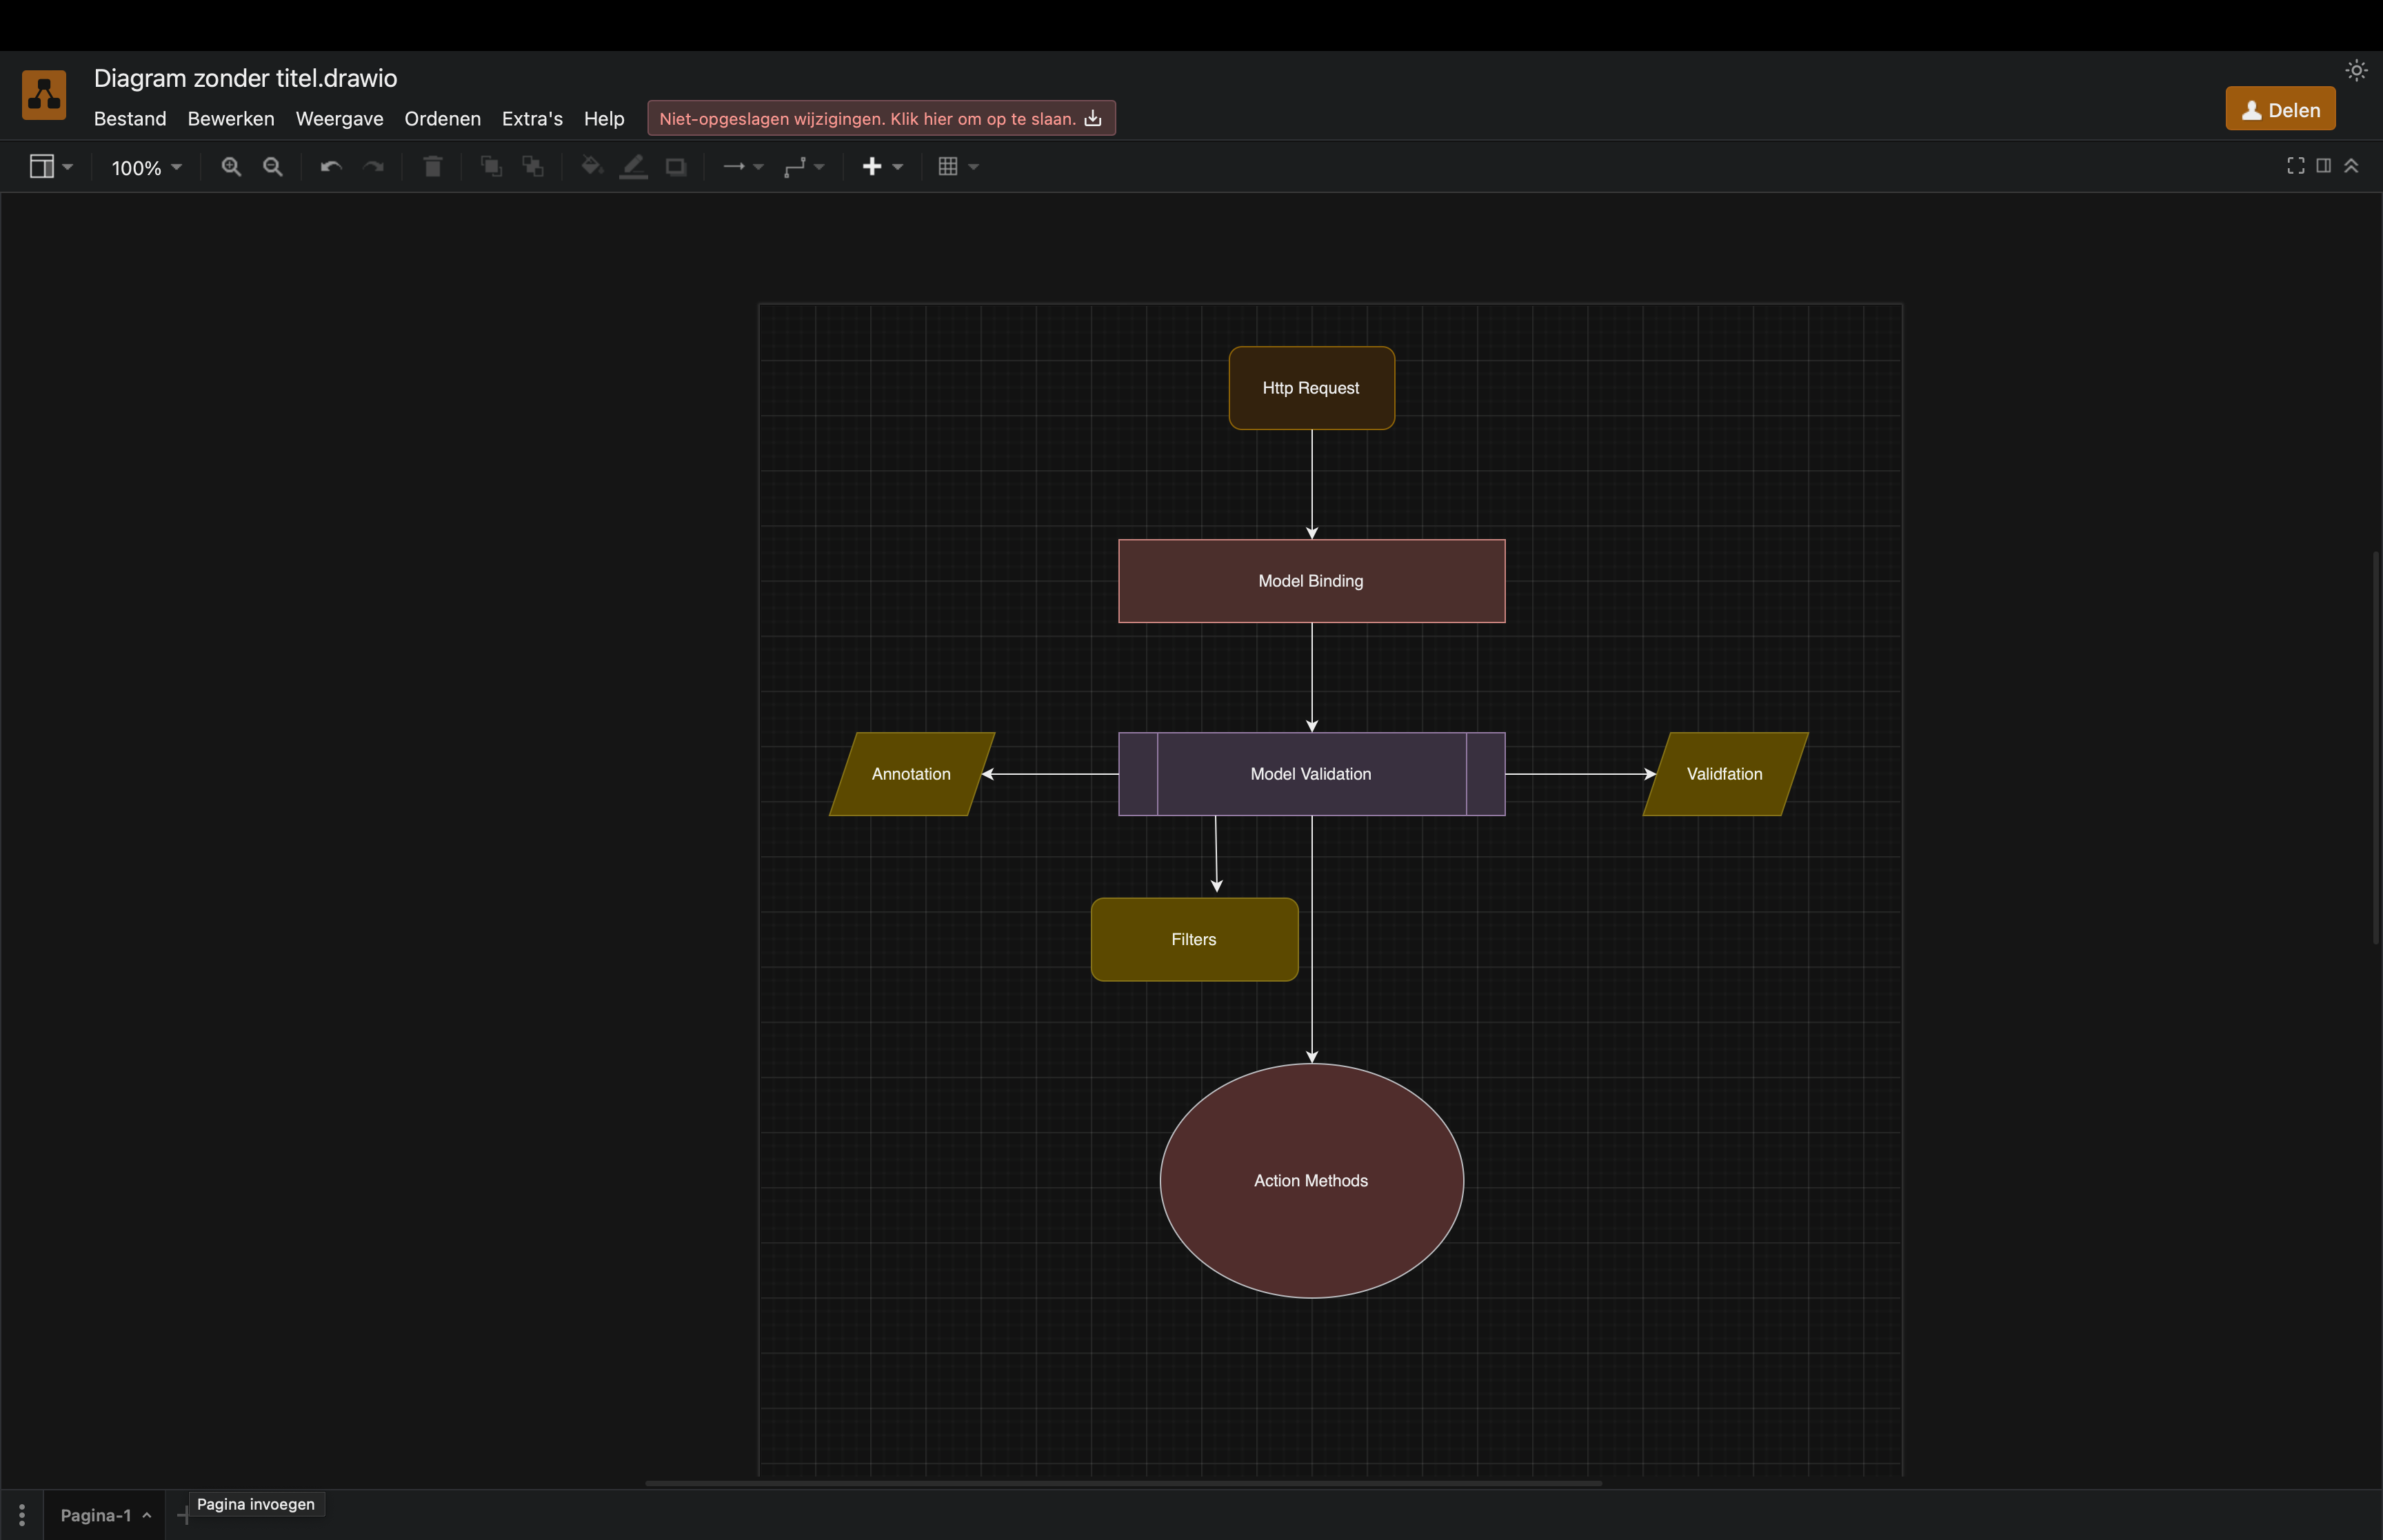 Diagram zonder titel.drawio
Bestand Bewerken Weergave Ordenen Extra's Help Niet-opgeslagen wijzigingen. Klik hier om op te slaan.
Delen
100%
Http Request
Model Binding
Annotation Model Validation Validfation
Filters
Action Methods
Pagina-1 Pagina invoegen